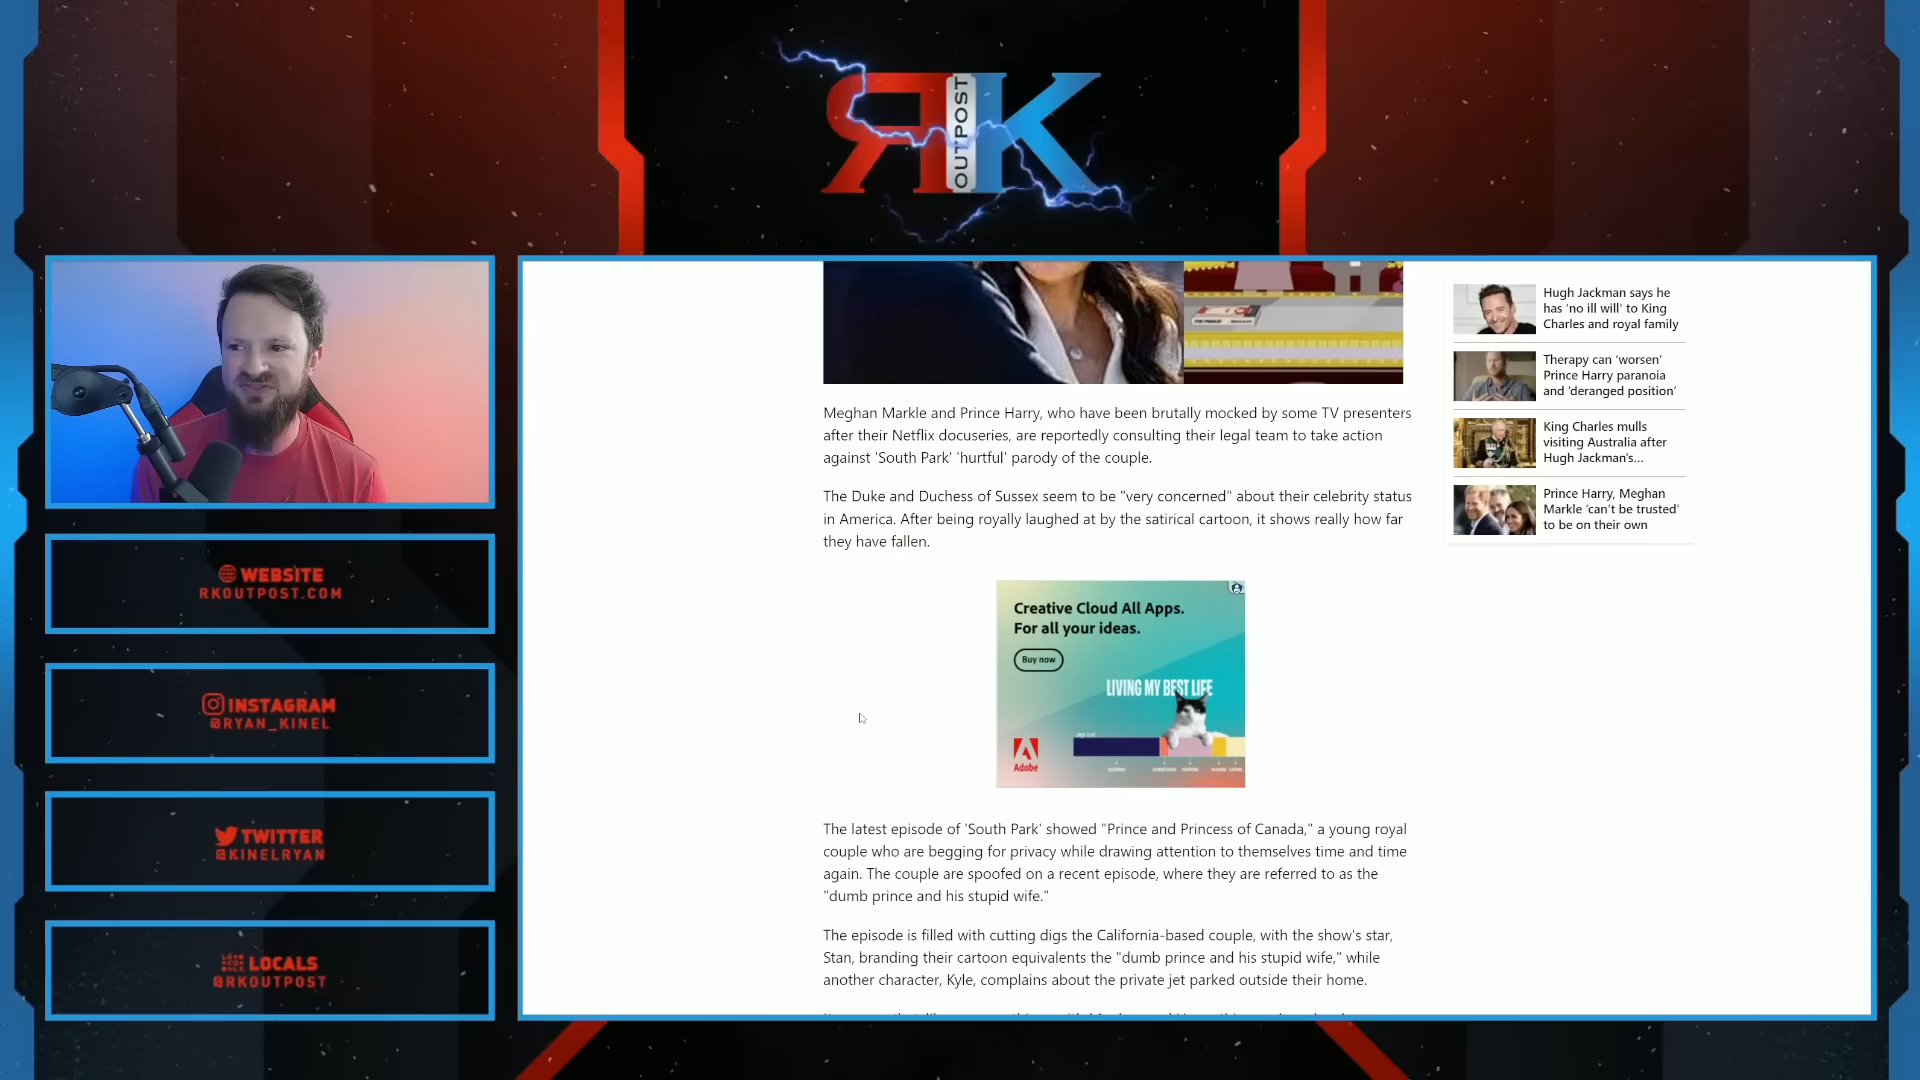 RK
OUTPOST
WEBSITE
RKOUTPOST.COM
INSTAGRAM
@RYAN_KINEL
TWITTER
@KINELRYAN
LOCALS
@RKOUTPOST
Meghan Markle and Prince Harry, who have been brutally mocked by some TV presenters
after their Netflix docuseries, are reportedly consulting their legal team to take action
against 'South Park' 'hurtful' parody of the couple.
The Duke and Duchess of Sussex seem to be "very concerned" about their celebrity status
in America. After being royally laughed at by the satirical cartoon, it shows really how far
they have fallen.
Creative Cloud All Apps.
For all your ideas.
Buy now
LIVING MY BEST LIFE
Adobe
The latest episode of 'South Park' showed "Prince and Princess of Canada," a young royal
couple who are begging for privacy while drawing attention to themselves time and time
again. The couple are spoofed on a recent episode, where they are referred to as the
"dumb prince and his stupid wife."
The episode is filled with cutting digs the California-based couple, with the show's star,
Stan, branding their cartoon equivalents the "dumb prince and his stupid wife," while
another character, Kyle, complains about the private jet parked outside their home.
Hugh Jackman says he
has 'no ill will' to King
Charles and royal family
Therapy can ‘worsen’
Prince Harry paranoia
and ‘deranged position’
King Charles mulls
visiting Australia after
Hugh Jackman's...
Prince Harry, Meghan
Markle ‘can’t be trusted’
to be on their own